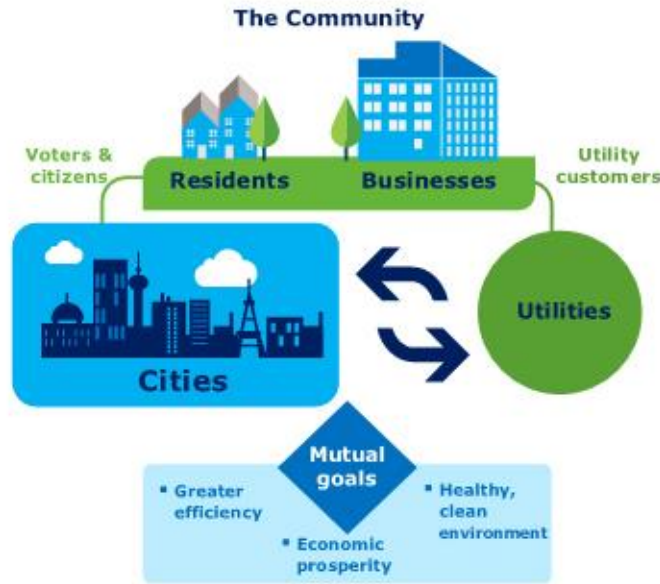 The Community
Voters &
citizens
Residents
Businesses
Utility
customers
Cities
Utilities
Mutual
goals
▪ Greater
efficiency
▪ Economic
prosperity
▪ Healthy,
clean
environment